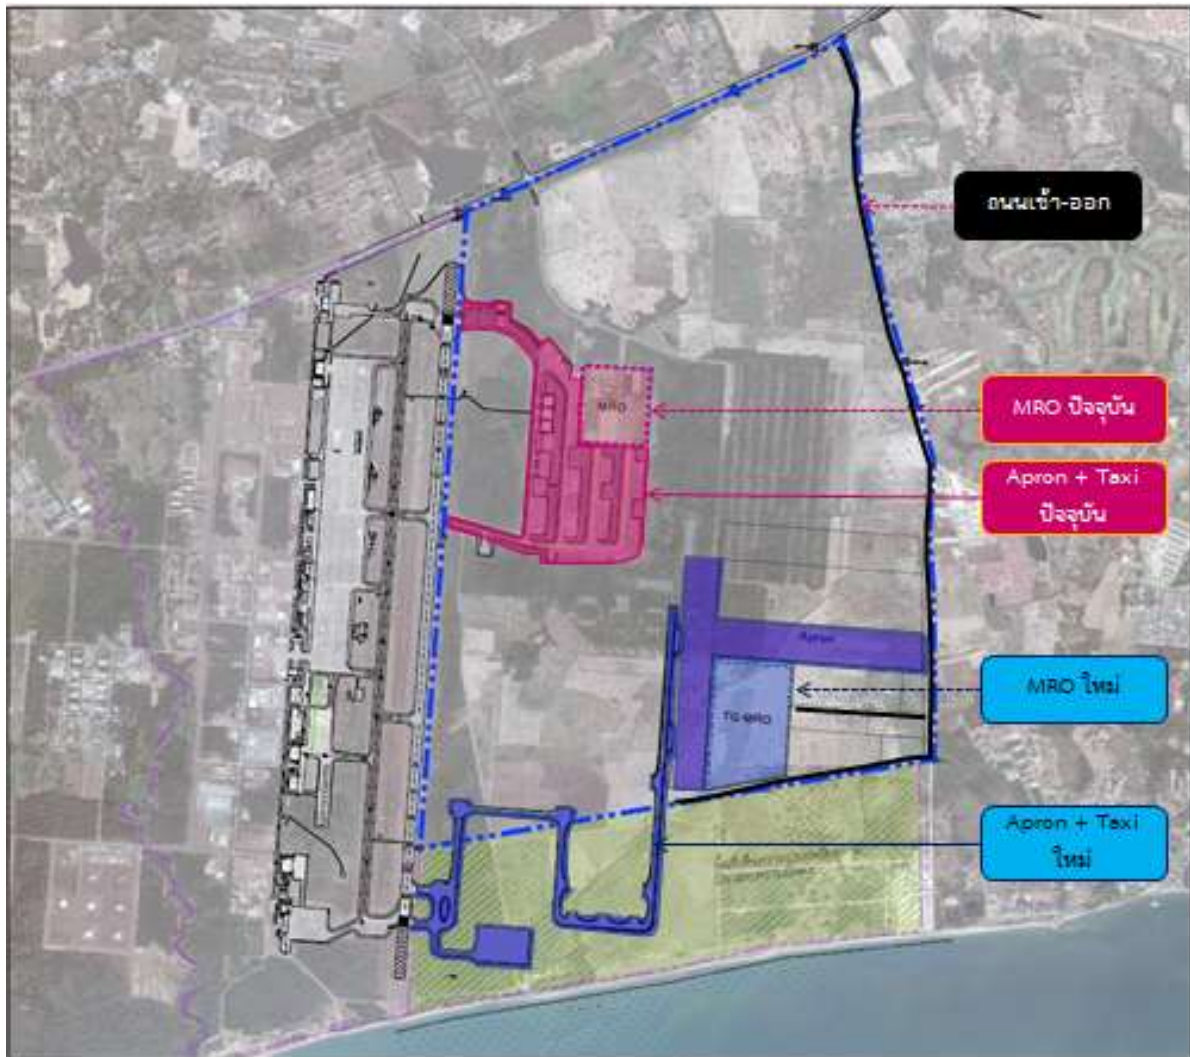 ถนนเข้า-ออก
MRO ปัจจุบัน
MRO
Apron + Taxi
ปัจจุบัน
Apron
MRO ใหม่
TG MRO
Apron + Taxi
ใหม่